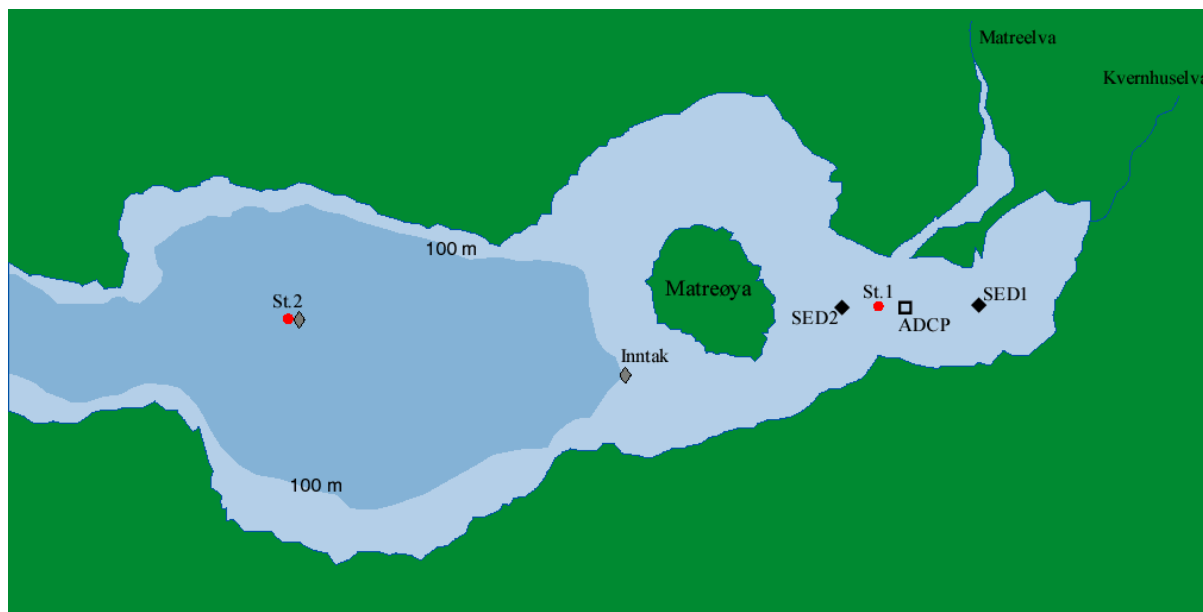 Matreelva
Kvernhuselva
100 m
Matreøya
St.2
St.1
SED1
SED2
ADCP
Inntak
100 m